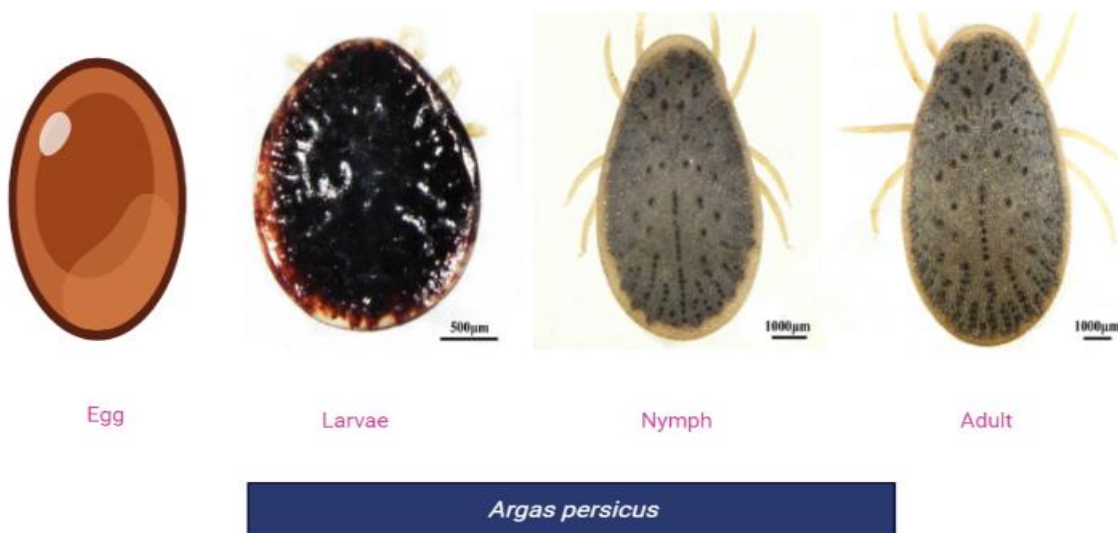 500μm
1000μm
1000μm
Egg
Larvae
Nymph
Adult
Argas persicus